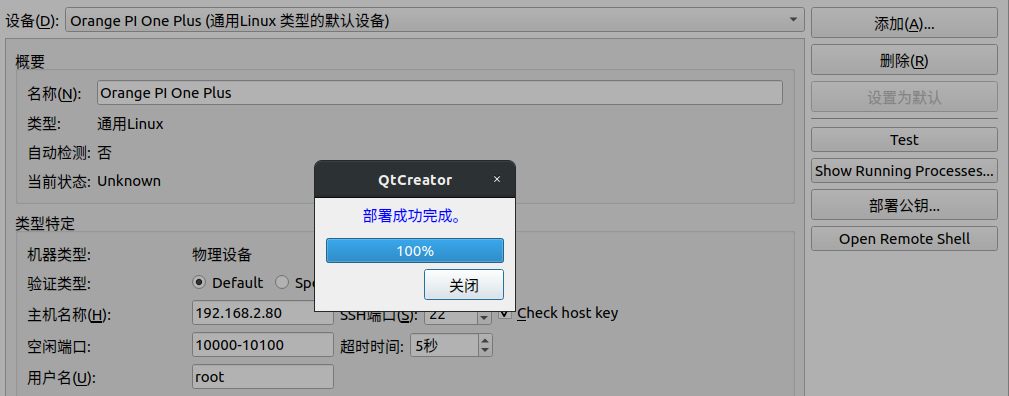 设备(D): Orange PI One Plus (通用Linux 类型的默认设备)
添加(A)...
概要
删除(R)
名称(N): Orange PI One Plus
设置为默认
类型: 通用Linux
Test
自动检测: 否
Show Running Processes...
当前状态: Unknown
QtCreator
部署公钥...
部署成功完成。
类型特定
Open Remote Shell
100%
机器类型: 物理设备
验证类型: Default
关闭
主机名称(H): 192.168.2.80 SSH端口(S): 22 Check host key
空闲端口: 10000-10100 超时时间: 5秒
用户名(U): root